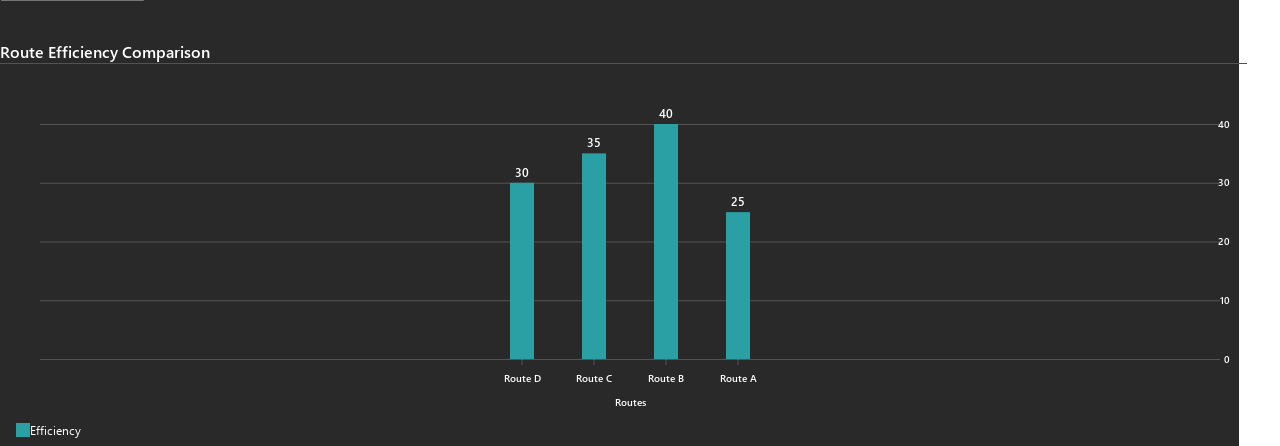 Route Efficiency Comparison
40
35
30
25
40
30
20
10
0
Route D
Route C
Route B
Route A
Routes
Efficiency